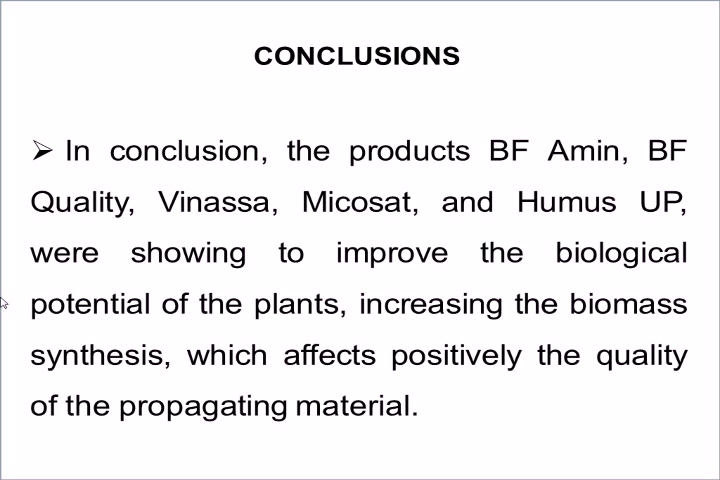 CONCLUSIONS
➢ In conclusion, the products BF Amin, BF
Quality, Vinassa, Micosat, and Humus UP,
were showing to improve the biological
potential of the plants, increasing the biomass
synthesis, which affects positively the quality
of the propagating material.